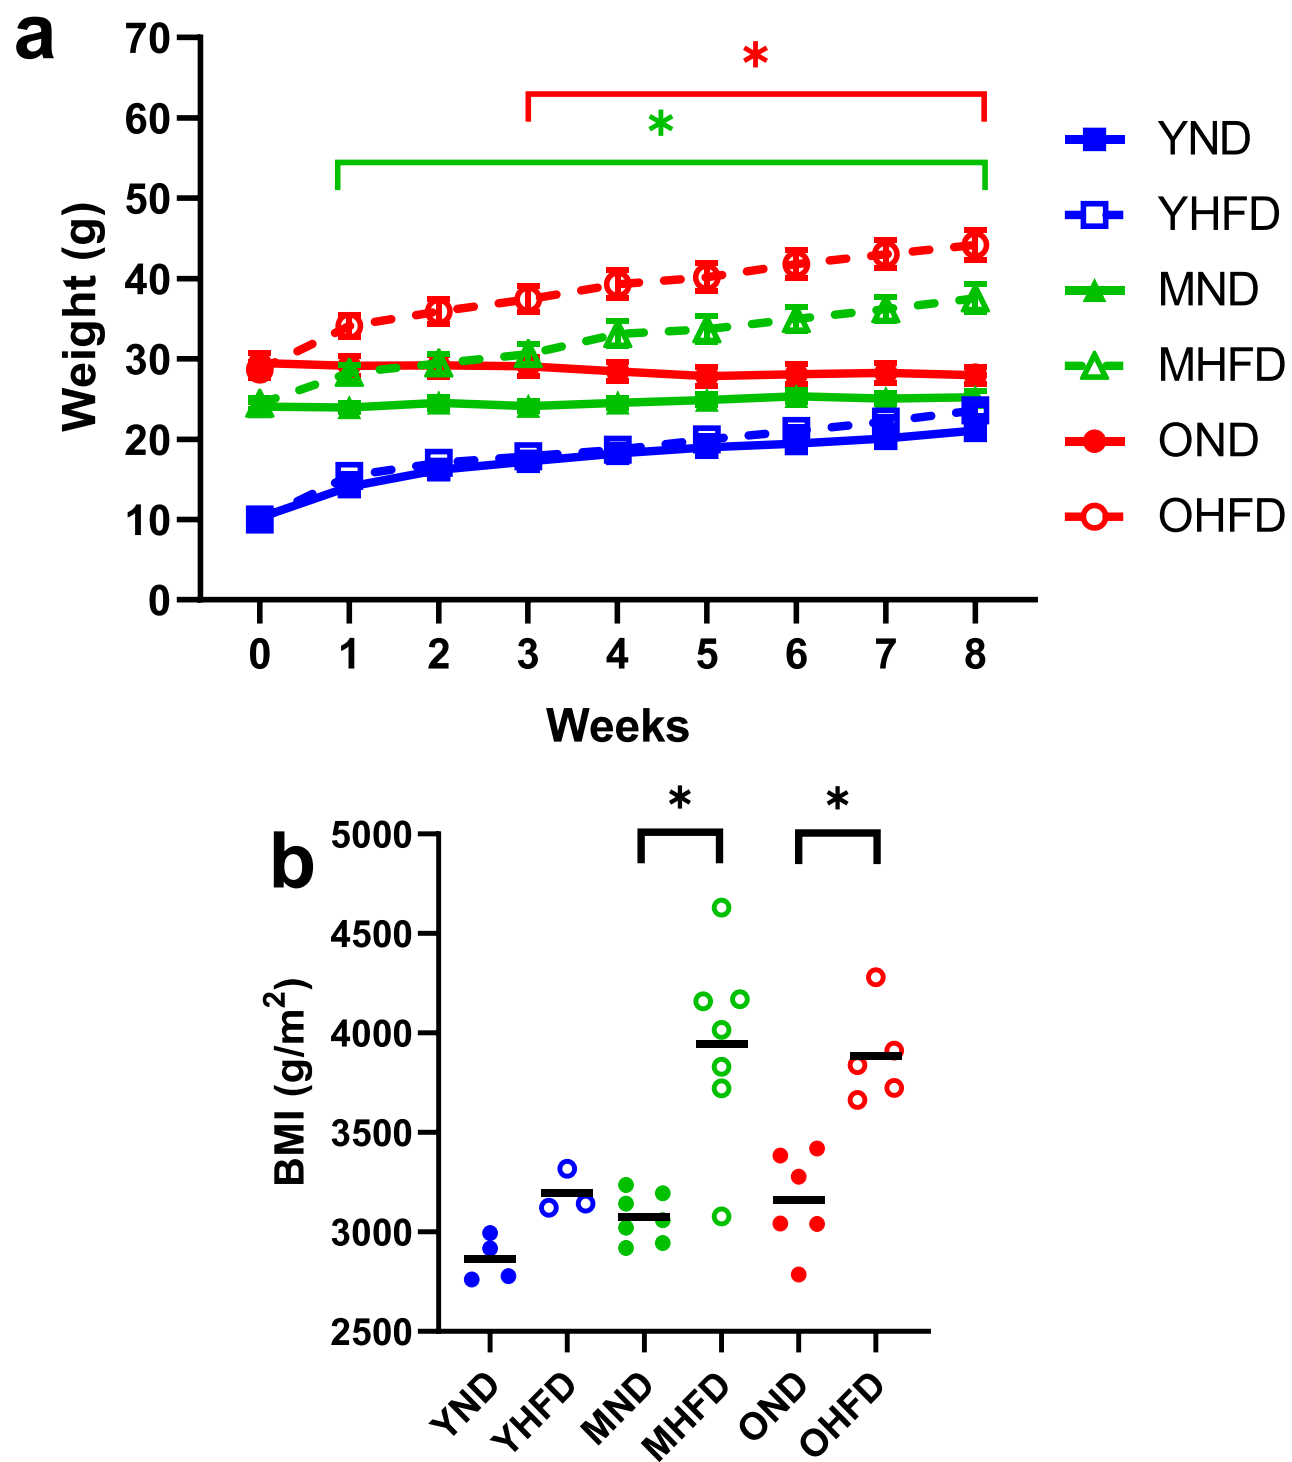 a
70
60
50
40
30
20
10
0
Weight (g)
0 1 2 3 4 5 6 7 8
Weeks
*
*
YND
YHFD
MND
MHFD
OND
OHFD
b
* *
5000
4500
4000
3500
3000
2500
BMI (g/m²)
YND YHFD MND MHFD OND OHFD